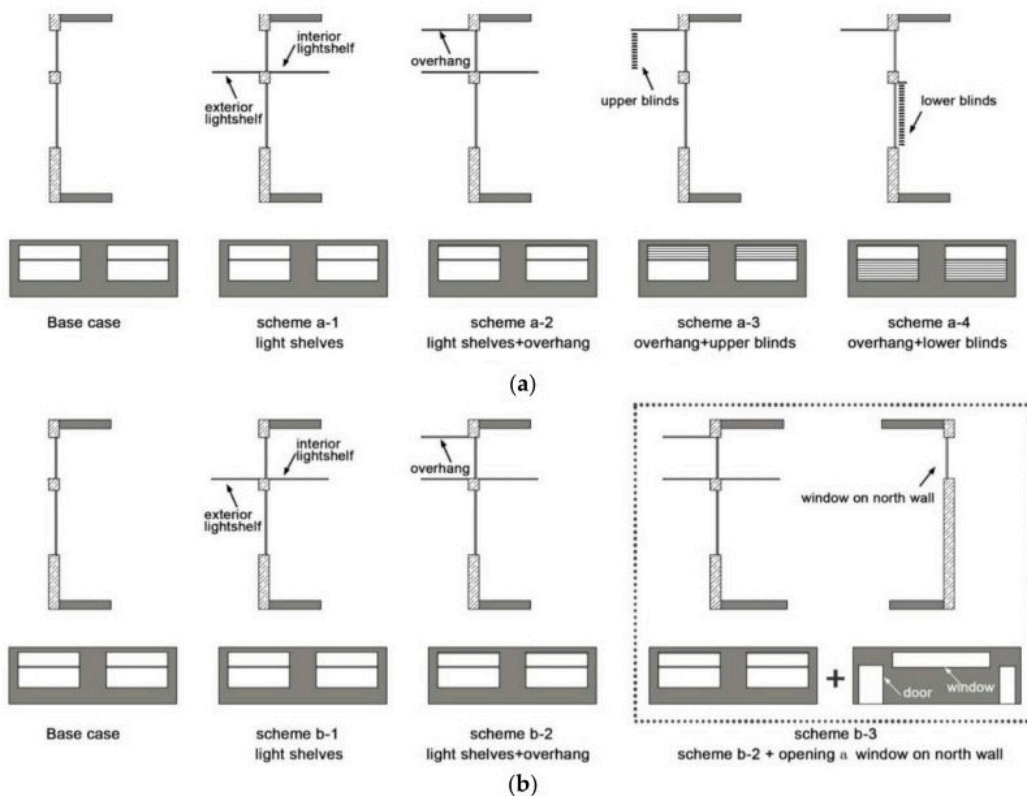 interior
lightshelf
exterior
lightshelf
overhang
upper blinds
lower blinds
Base case
scheme a-1
light shelves
scheme a-2
light shelves+overhang
scheme a-3
overhang+upper blinds
scheme a-4
overhang+lower blinds
(a)
interior
lightshelf
exterior
lightshelf
overhang
window on north wall
door
window
+
Base case
scheme b-1
light shelves
scheme b-2
light shelves+overhang
scheme b-3
scheme b-2 + opening a window on north wall
(b)